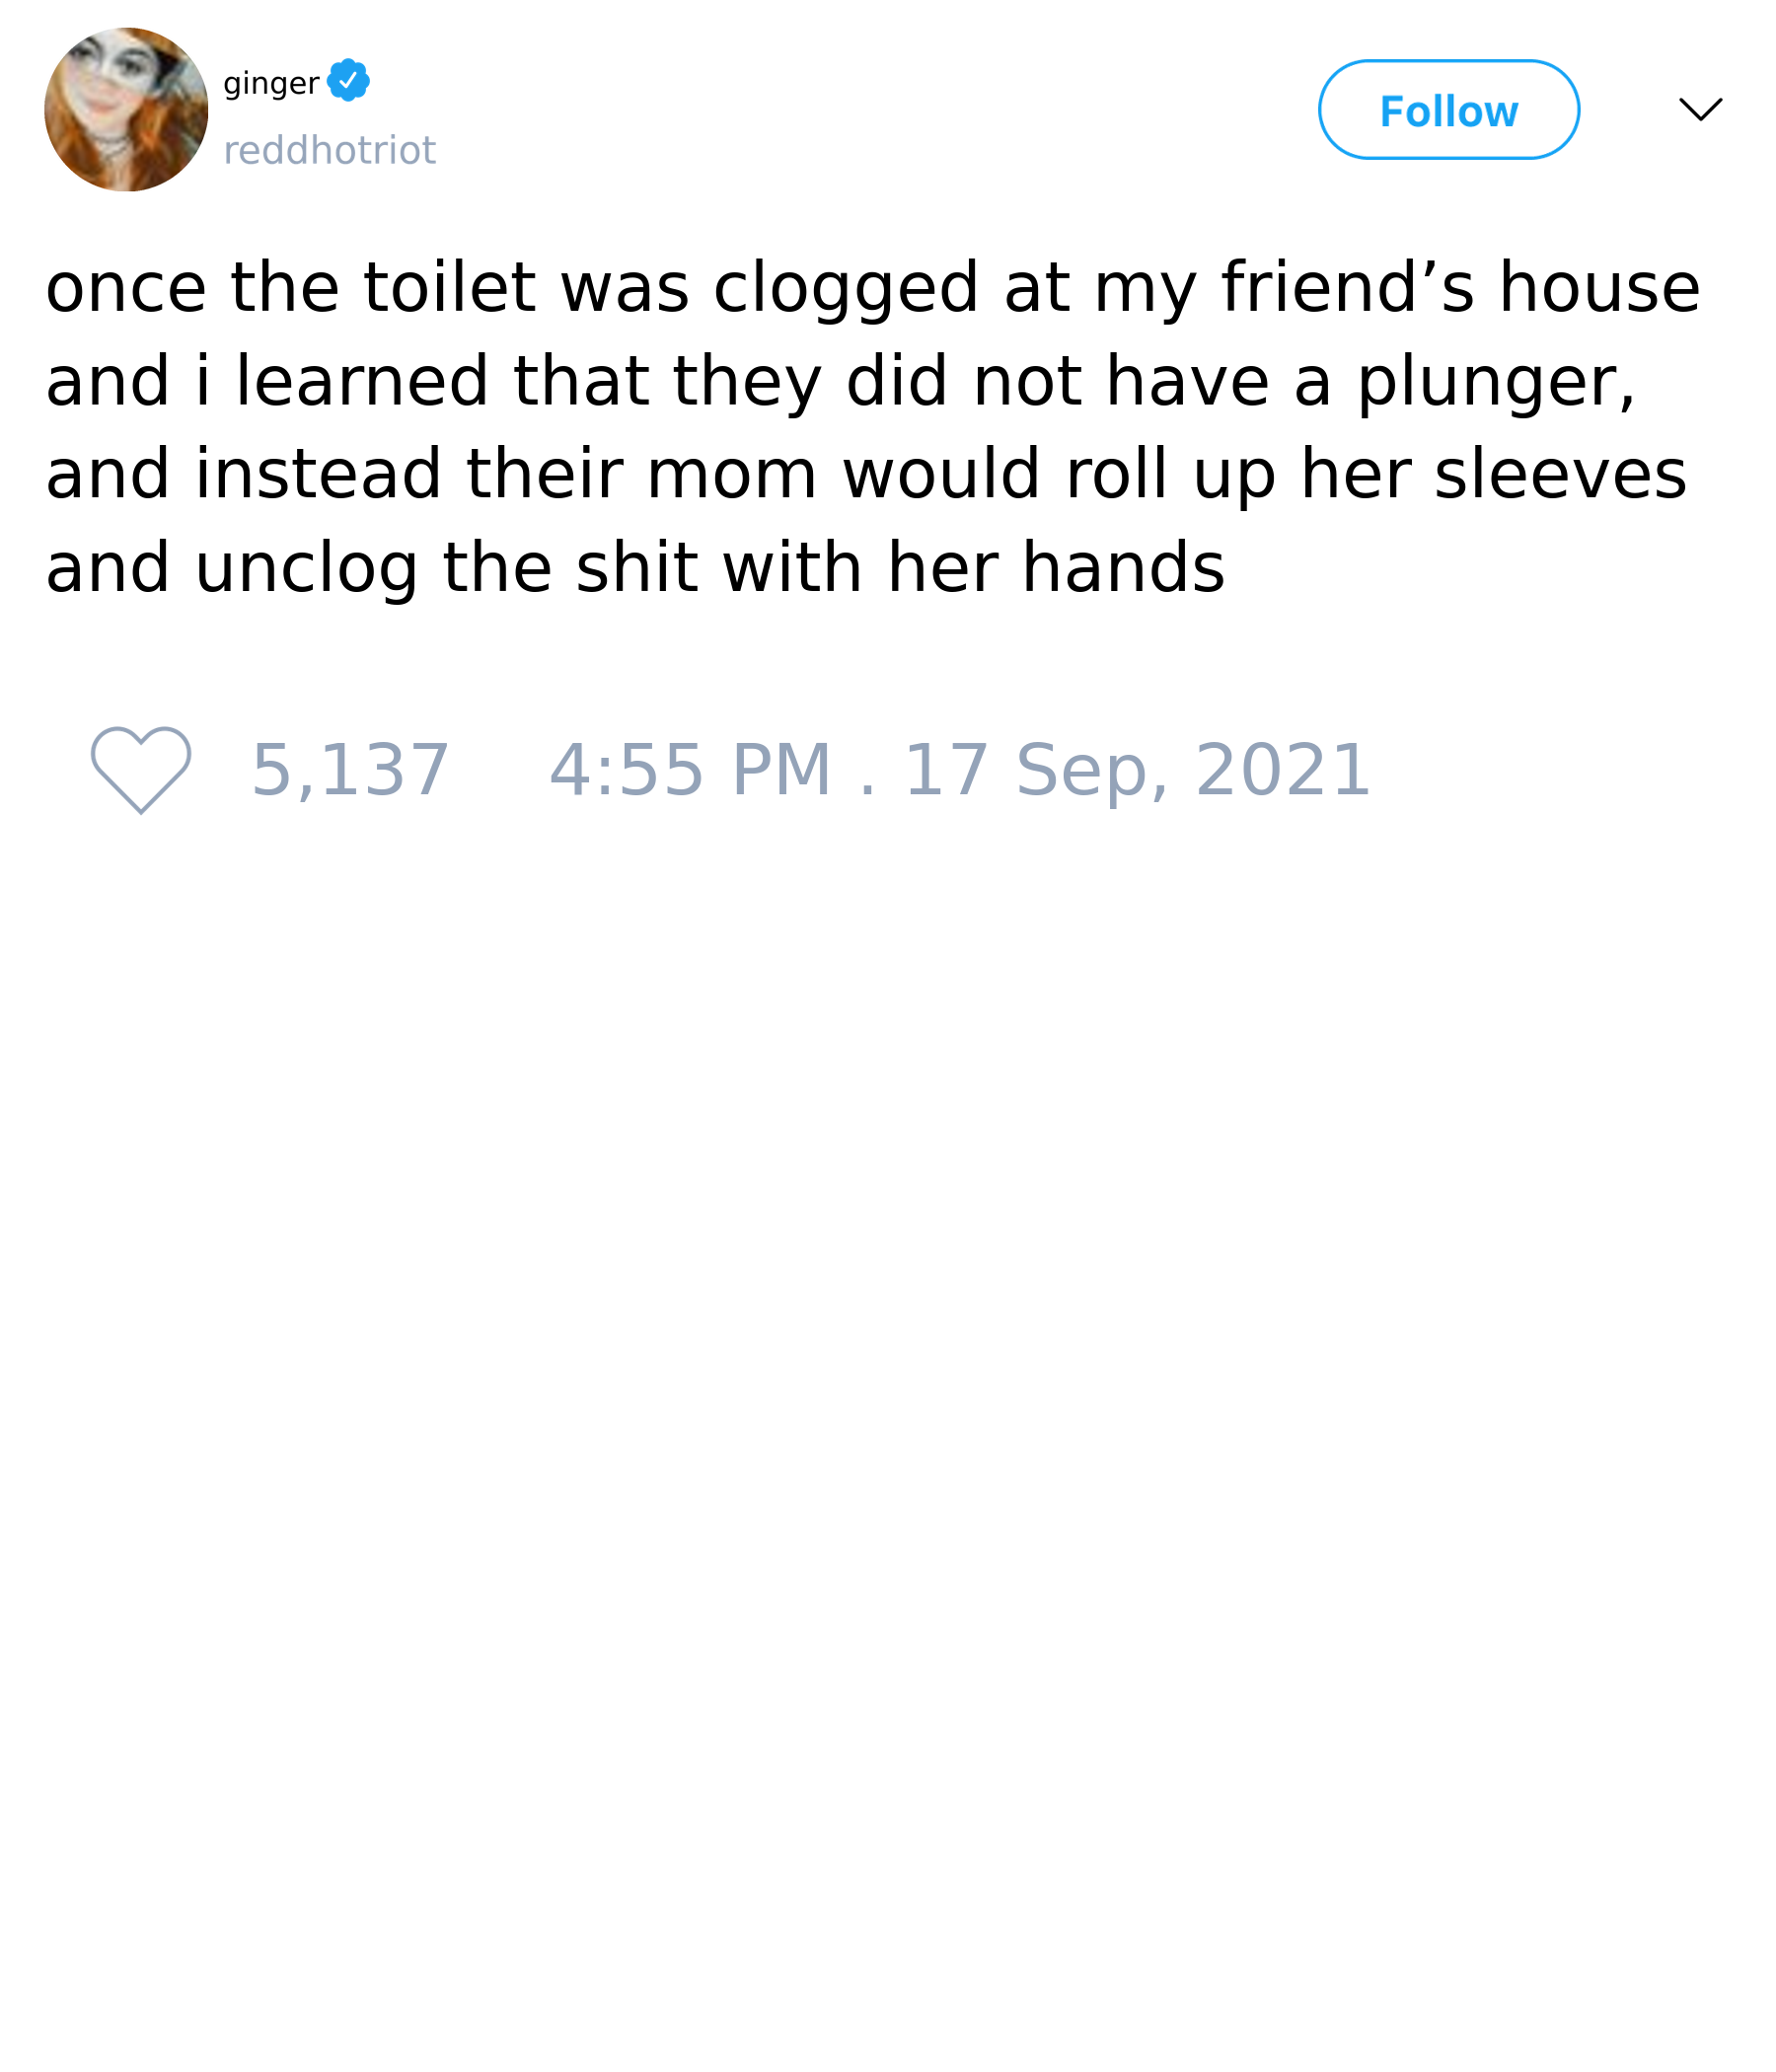 ginger
reddhotriot
Follow
once the toilet was clogged at my friend’s house
and i learned that they did not have a plunger,
and instead their mom would roll up her sleeves
and unclog the shit with her hands
5,137 4:55 PM . 17 Sep, 2021